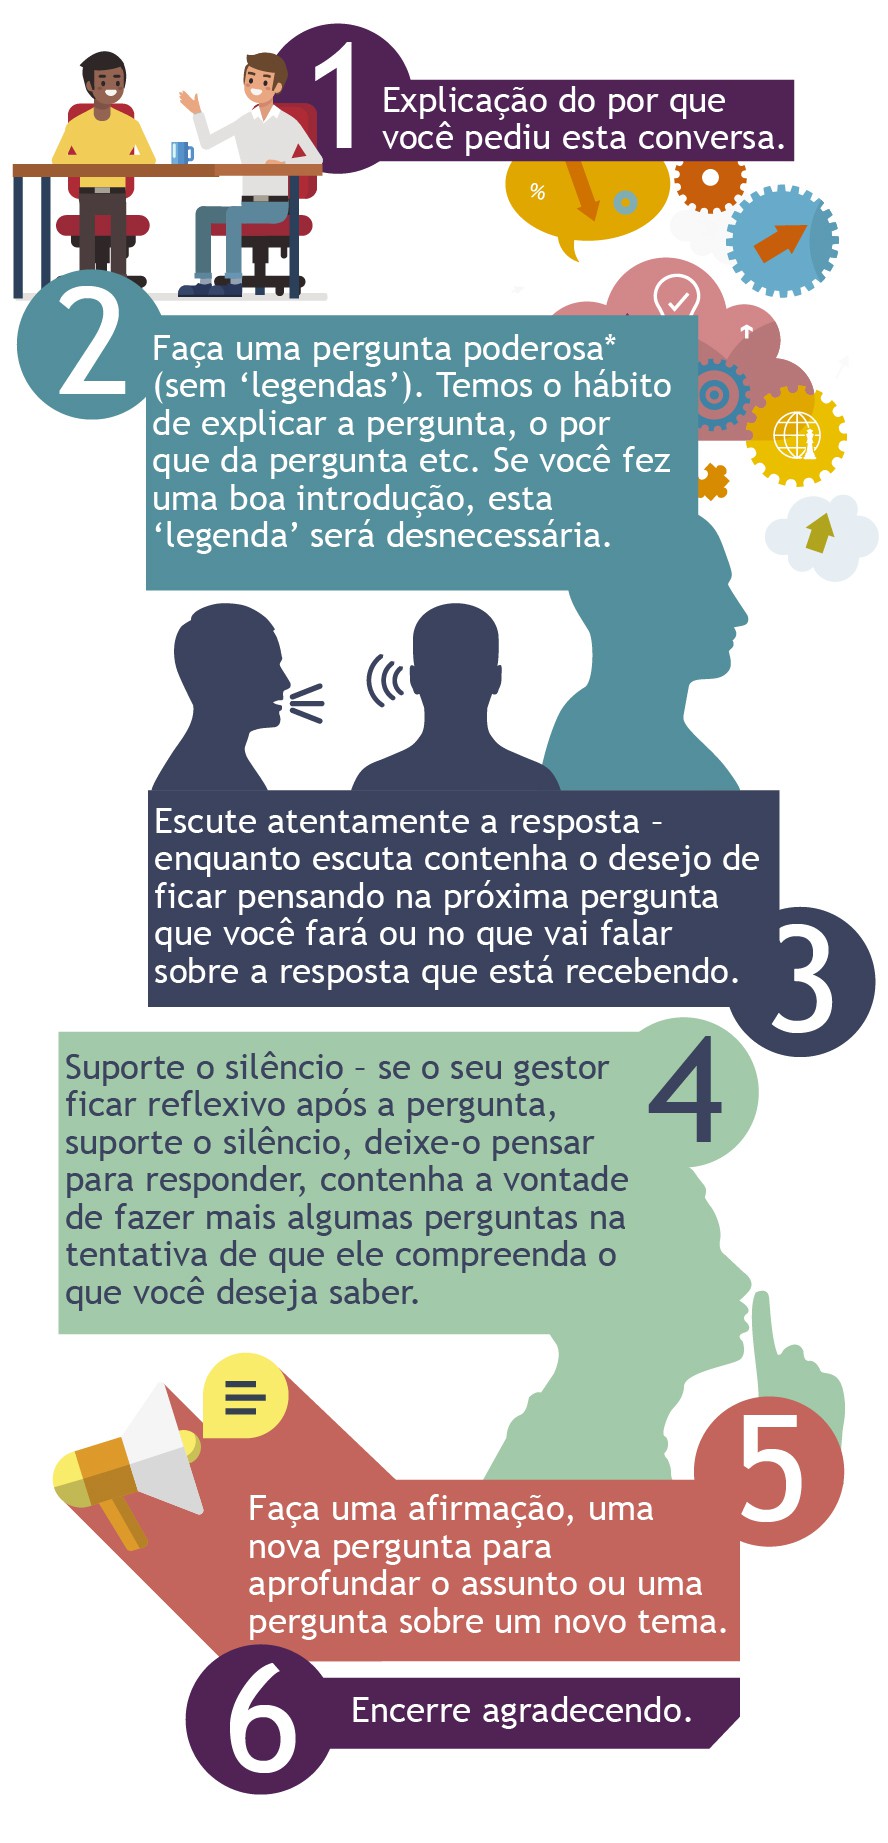 1
Explicação do por que
você pediu esta conversa.
%
2
Faça uma pergunta poderosa*
(sem ‘legendas’). Temos o hábito
de explicar a pergunta, o por
que da pergunta etc. Se você fez
uma boa introdução, esta
‘legenda’ será desnecessária.
Escute atentamente a resposta –
enquanto escuta contenha o desejo de
ficar pensando na próxima pergunta
que você fará ou no que vai falar
sobre a resposta que está recebendo.
3
4
Suporte o silêncio – se o seu gestor
ficar reflexivo após a pergunta,
suporte o silêncio, deixe-o pensar
para responder, contenha a vontade
de fazer mais algumas perguntas na
tentativa de que ele compreenda o
que você deseja saber.
5
Faça uma afirmação, uma
nova pergunta para
aprofundar o assunto ou uma
pergunta sobre um novo tema.
6
Encerre agradecendo.